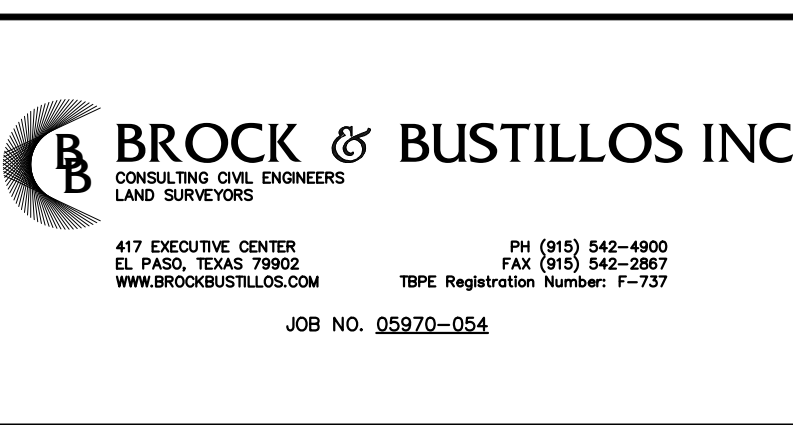 BB
BROCK & BUSTILLOS INC
CONSULTING CIVIL ENGINEERS
LAND SURVEYORS
417 EXECUTIVE CENTER
EL PASO, TEXAS 79902
WWW.BROCKBUSTILLOS.COM
PH (915) 542-4900
FAX (915) 542-2867
TBPE Registration Number: F-737
JOB NO. 05970-054